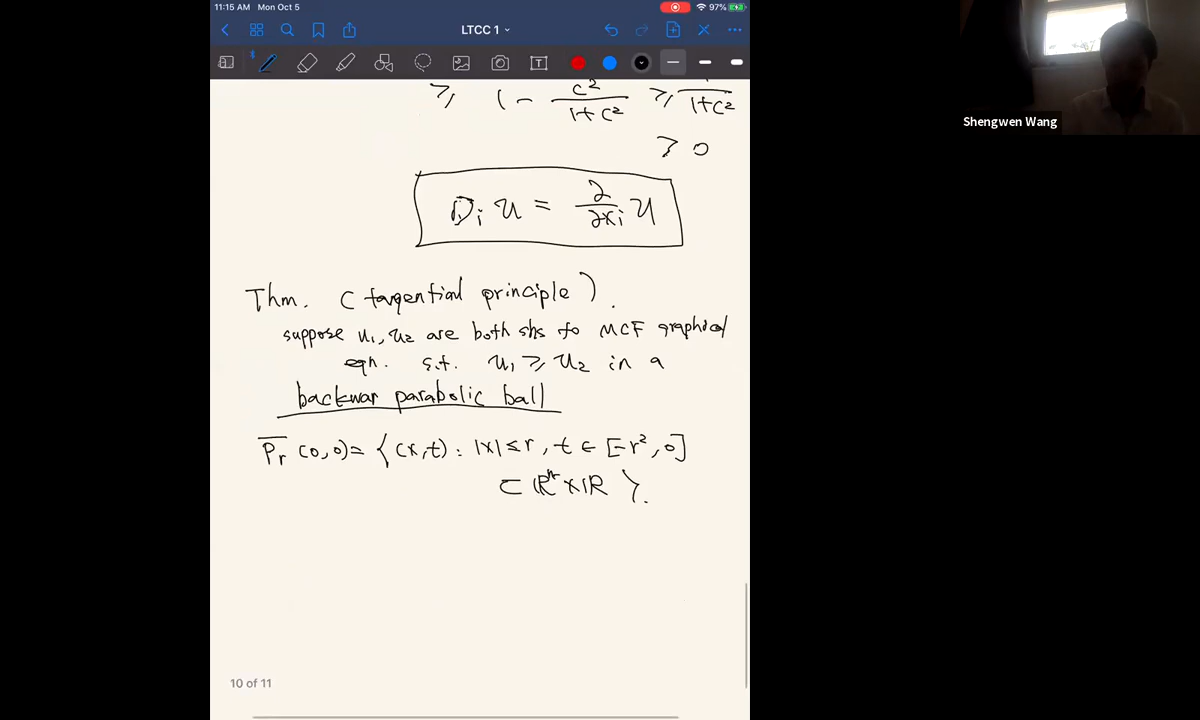 11:15 AM Mon Oct 5
97%
LTCC 1
≥ 1 - c²/(1+c²) ≥ 1/(1+c²)
> 0
Dᵢ u = ∂/∂xᵢ u
Thm. (tangential principle).
suppose u₁, u₂ are both sls to MCF graphical
eqn. s.t. u₁ ≥ u₂ in a
backwar parabolic ball
P̅ᵣ (0,0) = {(x,t): |x| ≤ r, t ∈ [-r², 0]
⊂ ℝⁿ×ℝ }.
10 of 11
Shengwen Wang